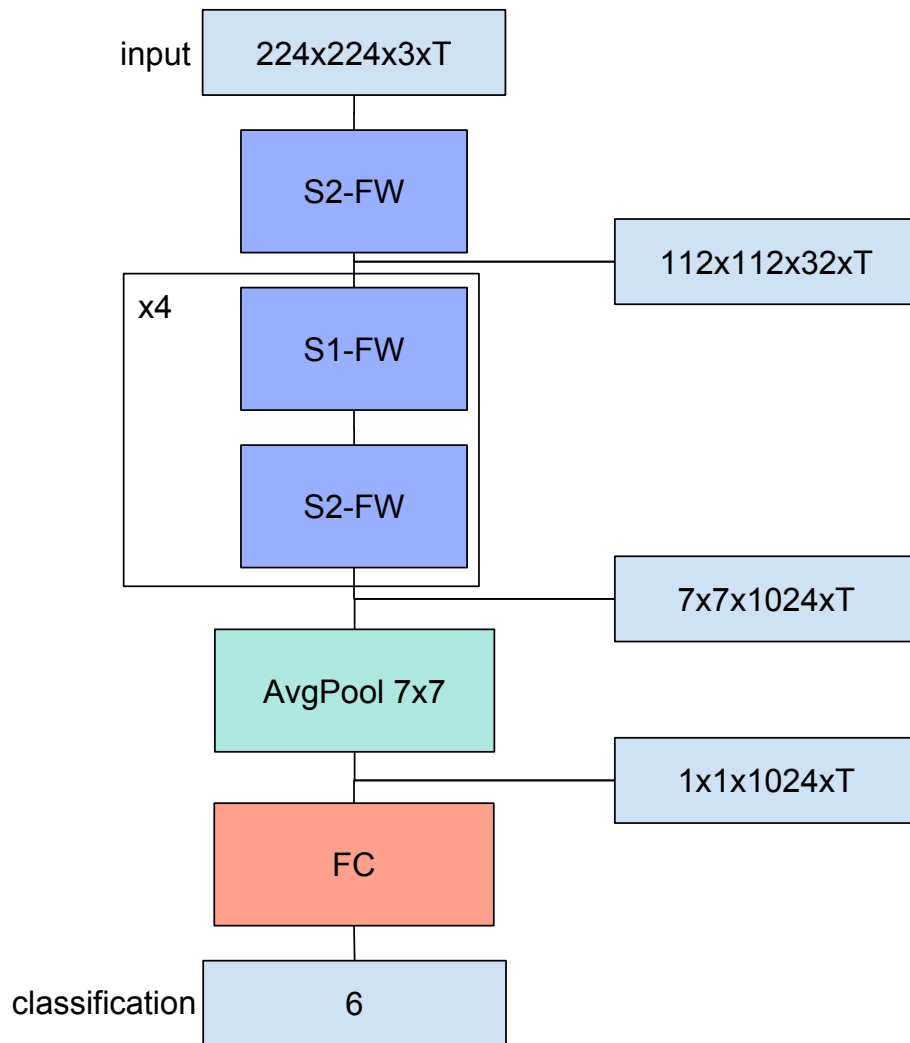 input
224x224x3xT
S2-FW
112x112x32xT
x4
S1-FW
S2-FW
7x7x1024xT
AvgPool 7x7
1x1x1024xT
FC
classification
6